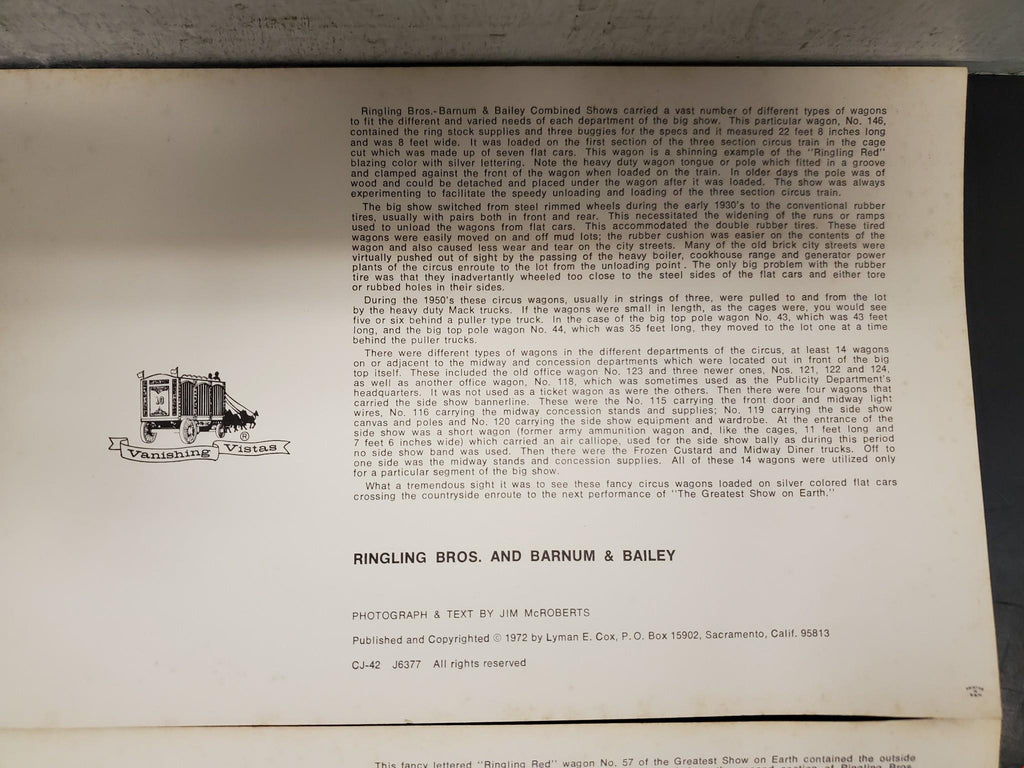 Ringling Bros.-Barnum & Bailey Combined Shows carried a vast number of different types of wagons
to fit the different and varied needs of each department of the big show. This particular wagon, No. 146,
contained the ring stock supplies and three buggies for the specs and it measured 22 feet 8 inches long
and was 8 feet wide. It was loaded on the first section of the three section circus train in the cage
cut which was made up of seven flat cars. This wagon is a shinning example of the "Ringling Red"
blazing color with silver lettering. Note the heavy duty wagon tongue or pole which fitted in a groove
and clamped against the front of the wagon when loaded on the train. In older days the pole was of
wood and could be detached and placed under the wagon after it was loaded. The show was always
experimenting to facilitate the speedy unloading and loading of the three section circus train.
The big show switched from steel rimmed wheels during the early 1930's to the conventional rubber
tires, usually with pairs both in front and rear. This necessitated the widening of the runs or ramps
used to unload the wagons from flat cars. This accommodated the double rubber tires. These tired
wagons were easily moved on and off mud lots; the rubber cushion was easier on the contents of the
wagon and also caused less wear and tear on the city streets. Many of the old brick city streets were
virtually pushed out of sight by the passing of the heavy boiler, cookhouse range and generator power
plants of the circus enroute to the lot from the unloading point. The only big problem with the rubber
tire was that they inadvertantly wheeled too close to the steel sides of the flat cars and either tore
or rubbed holes in their sides.
During the 1950's these circus wagons, usually in strings of three, were pulled to and from the lot
by the heavy duty Mack trucks. If the wagons were small in length, as the cages were, you would see
five or six behind a puller type truck. In the case of the big top pole wagon No. 43, which was 43 feet
long, and the big top pole wagon No. 44, which was 35 feet long, they moved to the lot one at a time
behind the puller trucks.
There were different types of wagons in the different departments of the circus, at least 14 wagons
on or adjacent to the midway and concession departments which were located out in front of the big
top itself. These included the old office wagon No. 123 and three newer ones, Nos. 121, 122 and 124,
as well as another office wagon, No. 118, which was sometimes used as the Publicity Department's
headquarters. It was not used as a ticket wagon as were the others. Then there were four wagons that
carried the side show bannerline. These were the No. 115 carrying the front door and midway light
wires, No. 116 carrying the midway concession stands and supplies; No. 119 carrying the side show
canvas and poles and No. 120 carrying the side show equipment and wardrobe. At the entrance of the
side show was a short wagon (former army ammunition wagon and, like the cages, 11 feet long and
7 feet 6 inches wide) which carried an air calliope, used for the side show bally as during this period
no side show band was used. Then there were the Frozen Custard and Midway Diner trucks. Off to
one side was the midway stands and concession supplies. All of these 14 wagons were utilized only
for a particular segment of the big show.
What a tremendous sight it was to see these fancy circus wagons loaded on silver colored flat cars
crossing the countryside enroute to the next performance of "The Greatest Show on Earth."
®
Vanishing Vistas
RINGLING BROS. AND BARNUM & BAILEY
PHOTOGRAPH & TEXT BY JIM McROBERTS
Published and Copyrighted © 1972 by Lyman E. Cox, P.O. Box 15902, Sacramento, Calif. 95813
CJ-42 J6377 All rights reserved
This fancy lettered "Ringling Red" wagon No. 57 of the Greatest Show on Earth contained the outside